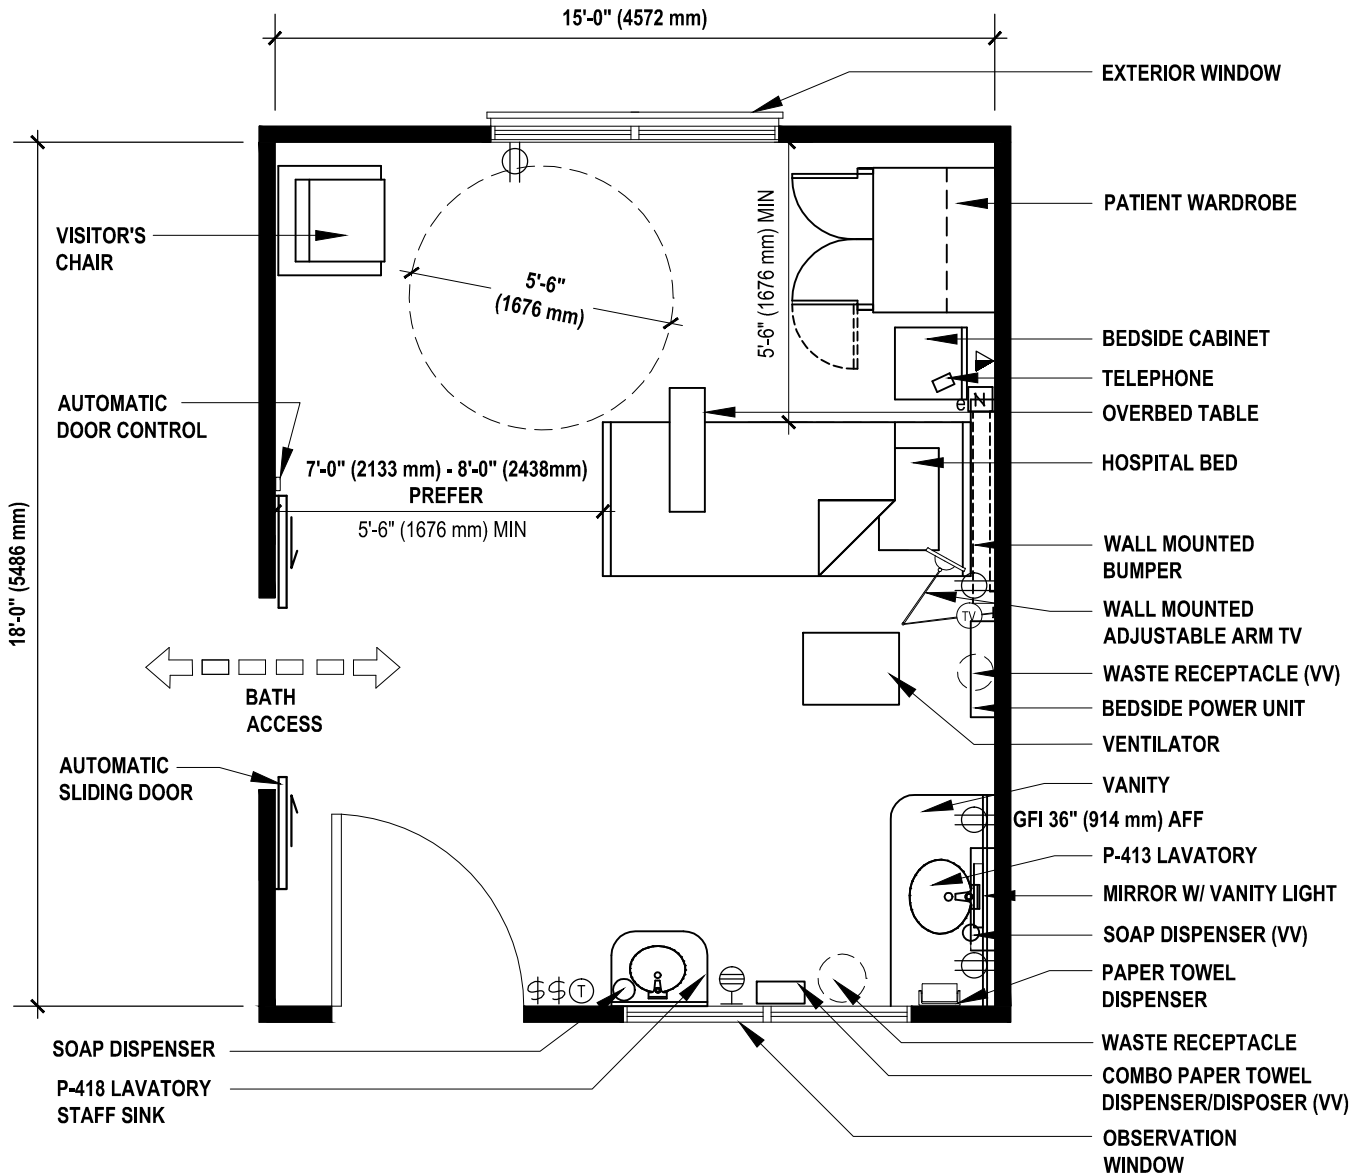 15'-0" (4572 mm)
EXTERIOR WINDOW
PATIENT WARDROBE
VISITOR'S
CHAIR
5'-6"
(1676 mm)
5'-6" (1676 mm) MIN
BEDSIDE CABINET
TELEPHONE
OVERBED TABLE
e
N
AUTOMATIC
DOOR CONTROL
7'-0" (2133 mm) - 8'-0" (2438mm)
PREFER
5'-6" (1676 mm) MIN
HOSPITAL BED
18'-0" (5486 mm)
WALL MOUNTED
BUMPER
WALL MOUNTED
ADJUSTABLE ARM TV
TV
WASTE RECEPTACLE (VV)
BEDSIDE POWER UNIT
VENTILATOR
BATH
ACCESS
AUTOMATIC
SLIDING DOOR
VANITY
GFI 36" (914 mm) AFF
P-413 LAVATORY
MIRROR W/ VANITY LIGHT
SOAP DISPENSER (VV)
PAPER TOWEL
DISPENSER
$$ T
SOAP DISPENSER
P-418 LAVATORY
STAFF SINK
WASTE RECEPTACLE
COMBO PAPER TOWEL
DISPENSER/DISPOSER (VV)
OBSERVATION
WINDOW